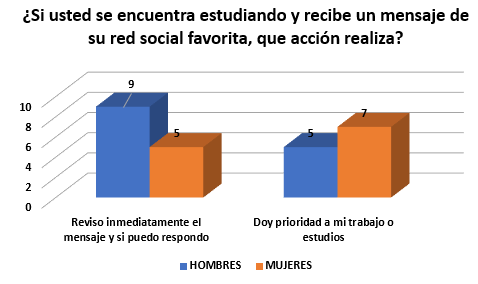 ¿Si usted se encuentra estudiando y recibe un mensaje de
su red social favorita, que acción realiza?
9
5
5
7
10
8
6
4
2
0
Reviso inmediatamente el
mensaje y si puedo respondo
Doy prioridad a mi trabajo o
estudios
HOMBRES
MUJERES